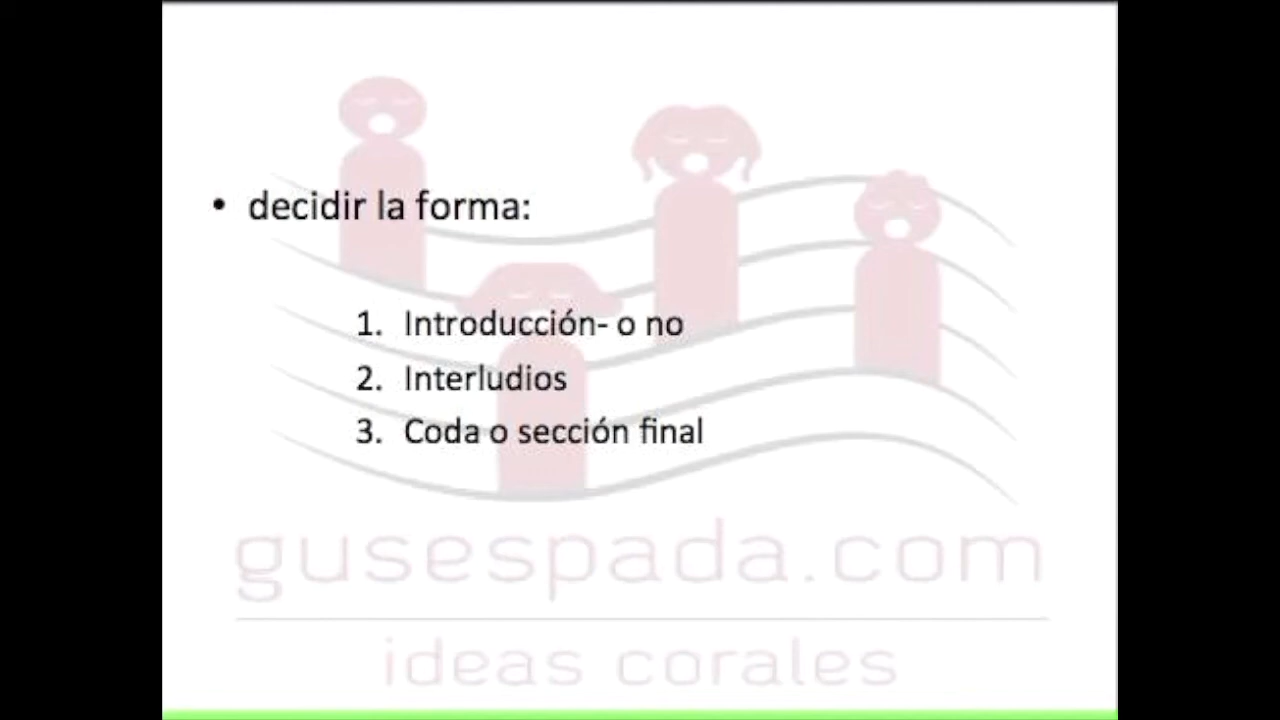 • decidir la forma:
1. Introducción- o no
2. Interludios
3. Coda o sección final
gusespada.com
ideas corales